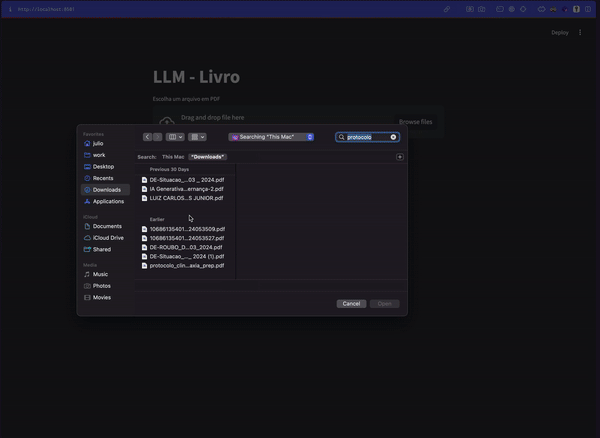 http://localhost:8501
Deploy
LLM - Livro
Escolha um arquivo em PDF
Drag and drop file here
Browse files
Favorites
julio
work
Desktop
Recents
Downloads
Applications
iCloud
Documents
iCloud Drive
Shared
Media
Music
Photos
Movies
Searching "This Mac"
protocolo
Search: This Mac "Downloads"
Previous 30 Days
DE-Situacao_...03 _ 2024.pdf
IA Generativa...ernança-2.pdf
LUIZ CARLOS...S JUNIOR.pdf
Earlier
10686135401...24053509.pdf
10686135401...24053527.pdf
DE-ROUBO_D...03_2024.pdf
DE-Situacao_..._ 2024 (1).pdf
protocolo_clin...axia_prep.pdf
Cancel
Open